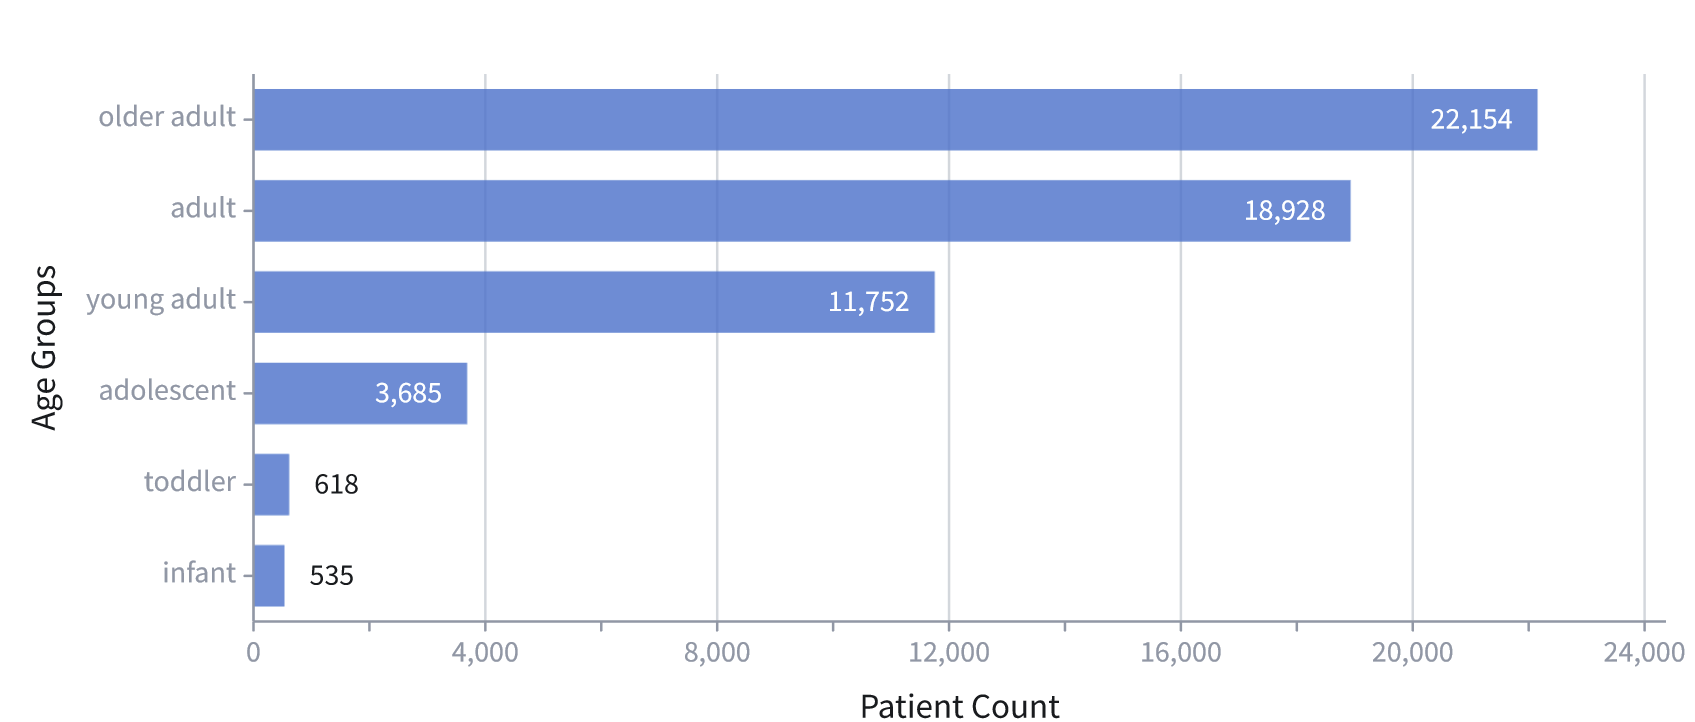 older adult
22,154
adult
18,928
young adult
11,752
adolescent
3,685
toddler
618
infant
535
0 4,000 8,000 12,000 16,000 20,000 24,000
Patient Count
Age Groups